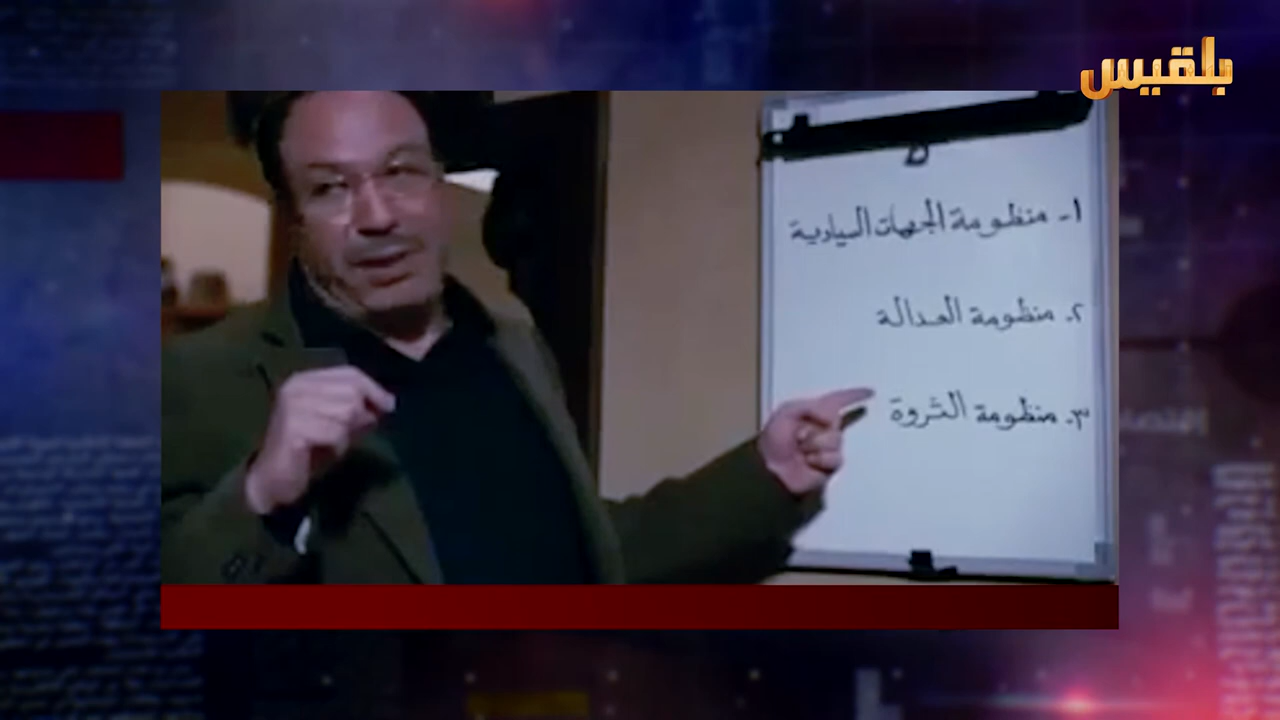 بلقيس
١- منظومة الجهات السيادية
٢. منظومة العدالة
٣. منظومة الثروة